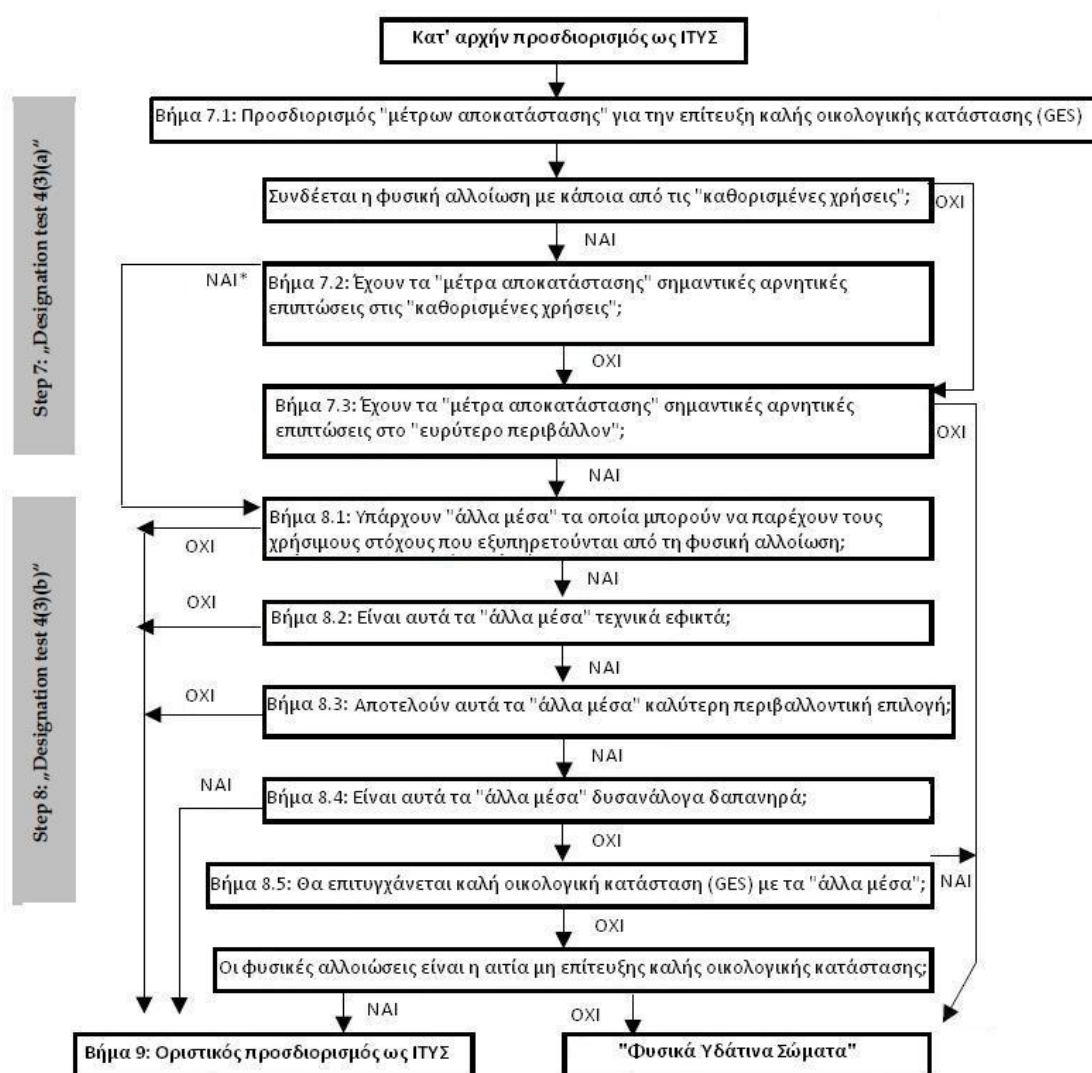 Κατ' αρχήν προσδιορισμός ως ΙΤΥΣ
Βήμα 7.1: Προσδιορισμός "μέτρων αποκατάστασης" για την επίτευξη καλής οικολογικής κατάστασης (GES)
Συνδέεται η φυσική αλλοίωση με κάποια από τις "καθορισμένες χρήσεις";
ΟΧΙ
ΝΑΙ
ΝΑΙ*
Βήμα 7.2: Έχουν τα "μέτρα αποκατάστασης" σημαντικές αρνητικές
επιπτώσεις στις "καθορισμένες χρήσεις";
ΟΧΙ
Βήμα 7.3: Έχουν τα "μέτρα αποκατάστασης" σημαντικές αρνητικές
επιπτώσεις στο "ευρύτερο περιβάλλον";
ΟΧΙ
ΝΑΙ
Step 7: „Designation test 4(3)(a)“
Βήμα 8.1: Υπάρχουν "άλλα μέσα" τα οποία μπορούν να παρέχουν τους
χρήσιμους στόχους που εξυπηρετούνται από τη φυσική αλλοίωση;
ΟΧΙ
ΝΑΙ
ΟΧΙ
Βήμα 8.2: Είναι αυτά τα "άλλα μέσα" τεχνικά εφικτά;
ΝΑΙ
ΟΧΙ
Βήμα 8.3: Αποτελούν αυτά τα "άλλα μέσα" καλύτερη περιβαλλοντική επιλογή;
ΝΑΙ
ΝΑΙ
Βήμα 8.4: Είναι αυτά τα "άλλα μέσα" δυσανάλογα δαπανηρά;
ΟΧΙ
Βήμα 8.5: Θα επιτυγχάνεται καλή οικολογική κατάσταση (GES) με τα "άλλα μέσα";
ΝΑΙ
ΟΧΙ
Step 8: „Designation test 4(3)(b)“
Οι φυσικές αλλοιώσεις είναι η αιτία μη επίτευξης καλής οικολογικής κατάστασης;
ΝΑΙ
ΟΧΙ
Βήμα 9: Οριστικός προσδιορισμός ως ΙΤΥΣ
"Φυσικά Υδάτινα Σώματα"